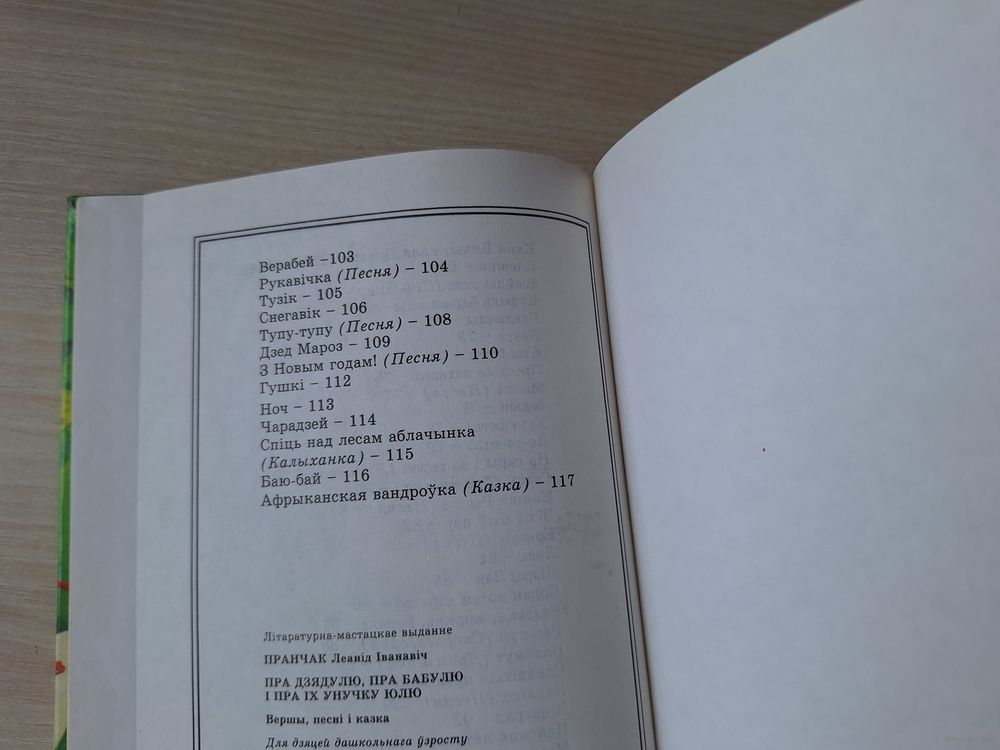 Верабей –103
Рукавічка (Песня) – 104
Тузік – 105
Снегавік – 106
Тупу-тупу (Песня) – 108
Дзед Мароз – 109
З Новым годам! (Песня) – 110
Гушкі – 112
Ноч – 113
Чарадзей – 114
Спіць над лесам аблачынка
(Калыханка) – 115
Баю-бай – 116
Афрыканская вандроўка (Казка) – 117
Літаратурна-мастацкае выданне
ПРАНЧАК Леанід Іванавіч
ПРА ДЗЯДУЛЮ, ПРА БАБУЛЮ
І ПРА ІХ УНУЧКУ ЮЛЮ
Вершы, песні і казка
Для дзяцей дашкольнага ўзросту